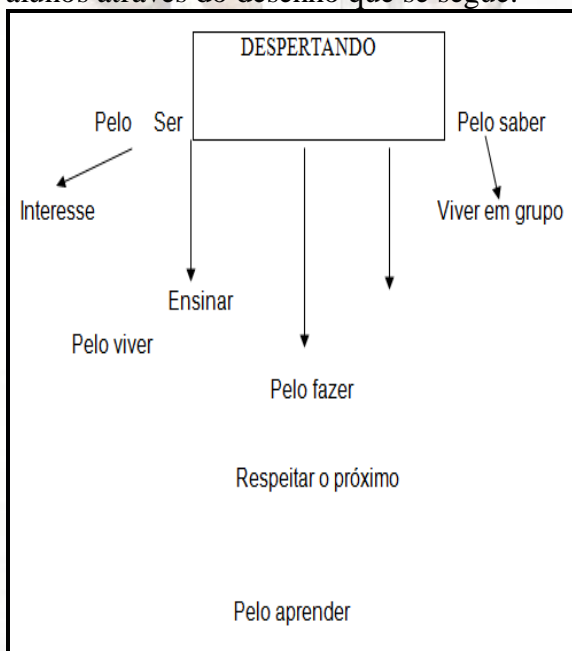 alunos através do desenho que se segue.
DESPERTANDO
Pelo Ser
Pelo saber
Interesse
Viver em grupo
Ensinar
Pelo viver
Pelo fazer
Respeitar o próximo
Pelo aprender